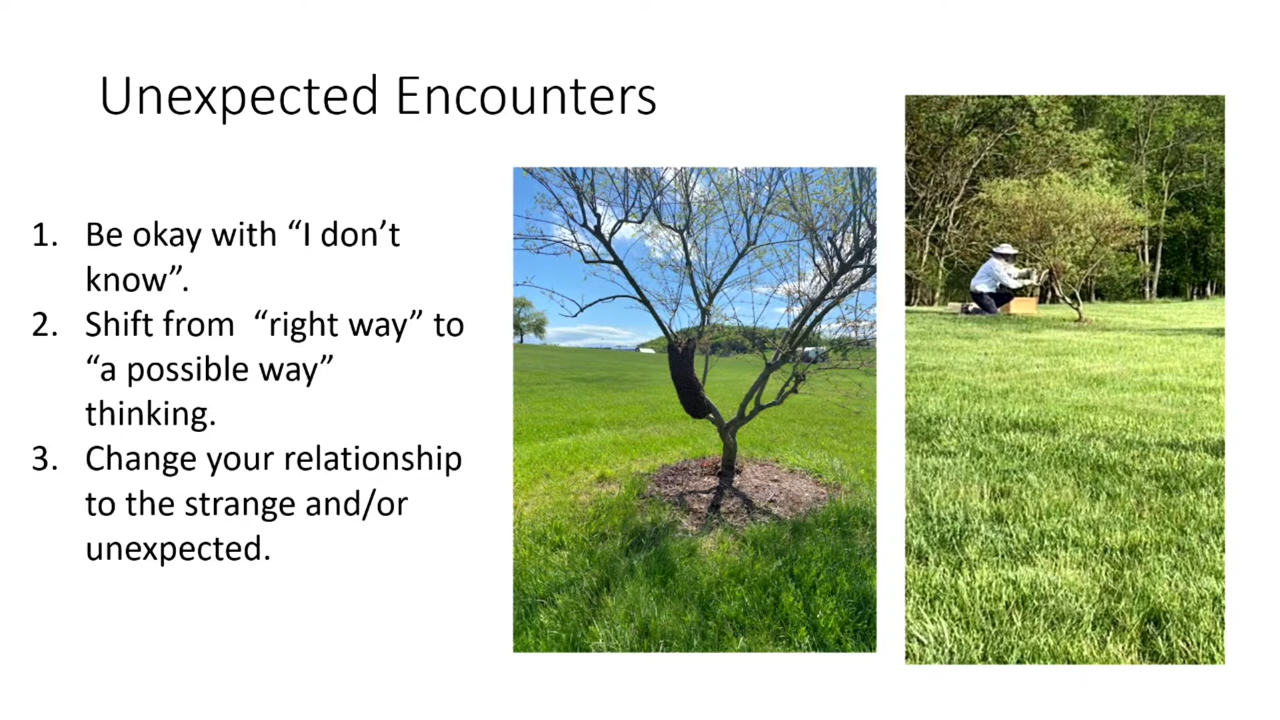 Unexpected Encounters
1. Be okay with “I don’t
know”.
2. Shift from “right way” to
“a possible way”
thinking.
3. Change your relationship
to the strange and/or
unexpected.